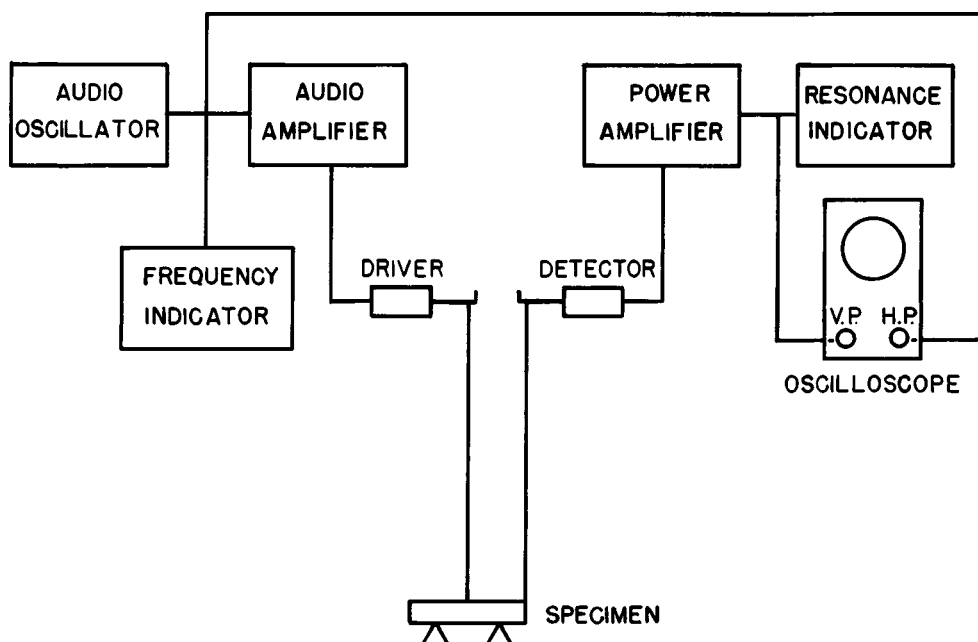 AUDIO
OSCILLATOR
AUDIO
AMPLIFIER
POWER
AMPLIFIER
RESONANCE
INDICATOR
FREQUENCY
INDICATOR
DRIVER
DETECTOR
V.P. H.P.
OSCILLOSCOPE
SPECIMEN